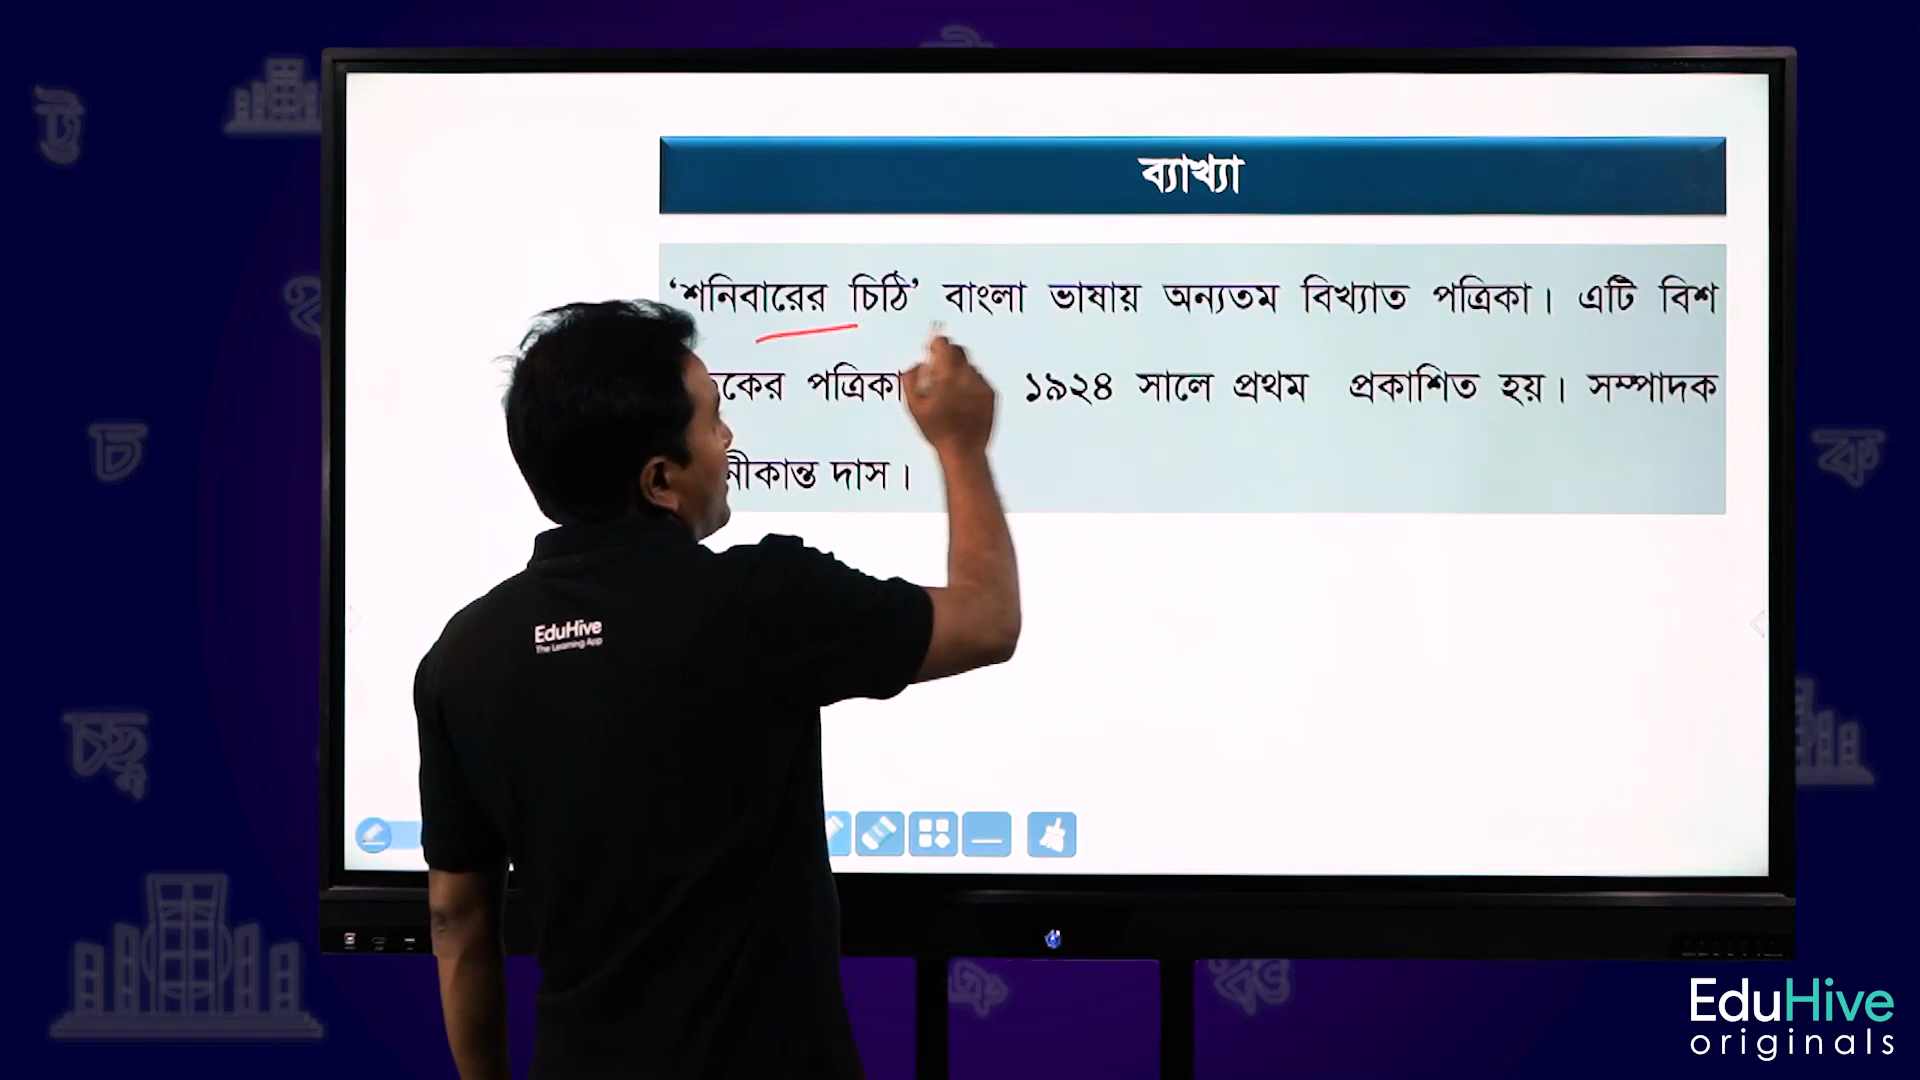 ব্যাখ্যা
‘শনিবারের চিঠি’ বাংলা ভাষায় অন্যতম বিখ্যাত পত্রিকা। এটি বিশ
পত্রিকা ১৯২৪ সালে প্রথম প্রকাশিত হয়। সম্পাদক
দাস।
EduHive
The Learning App
ট্ট
চ
চ্ছ্ব
ক
EduHive
originals